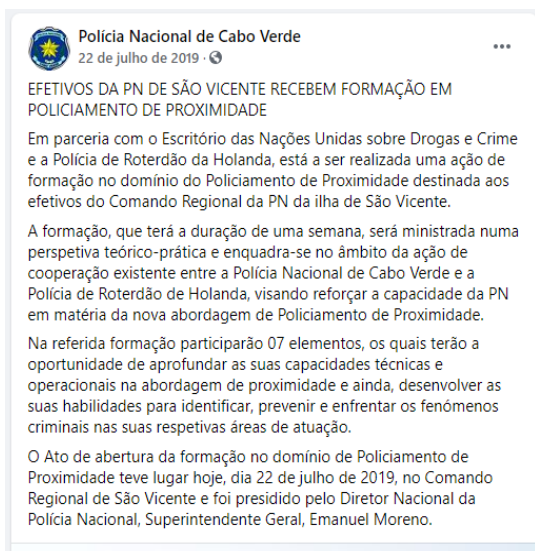 Polícia Nacional de Cabo Verde
22 de julho de 2019 ·
EFETIVOS DA PN DE SÃO VICENTE RECEBEM FORMAÇÃO EM
POLICIAMENTO DE PROXIMIDADE
Em parceria com o Escritório das Nações Unidas sobre Drogas e Crime
e a Polícia de Roterdão da Holanda, está a ser realizada uma ação de
formação no domínio do Policiamento de Proximidade destinada aos
efetivos do Comando Regional da PN da ilha de São Vicente.
A formação, que terá a duração de uma semana, será ministrada numa
perspetiva teórico-prática e enquadra-se no âmbito da ação de
cooperação existente entre a Polícia Nacional de Cabo Verde e a
Polícia de Roterdão de Holanda, visando reforçar a capacidade da PN
em matéria da nova abordagem de Policiamento de Proximidade.
Na referida formação participarão 07 elementos, os quais terão a
oportunidade de aprofundar as suas capacidades técnicas e
operacionais na abordagem de proximidade e ainda, desenvolver as
suas habilidades para identificar, prevenir e enfrentar os fenómenos
criminais nas suas respetivas áreas de atuação.
O Ato de abertura da formação no domínio de Policiamento de
Proximidade teve lugar hoje, dia 22 de julho de 2019, no Comando
Regional de São Vicente e foi presidido pelo Diretor Nacional da
Polícia Nacional, Superintendente Geral, Emanuel Moreno.